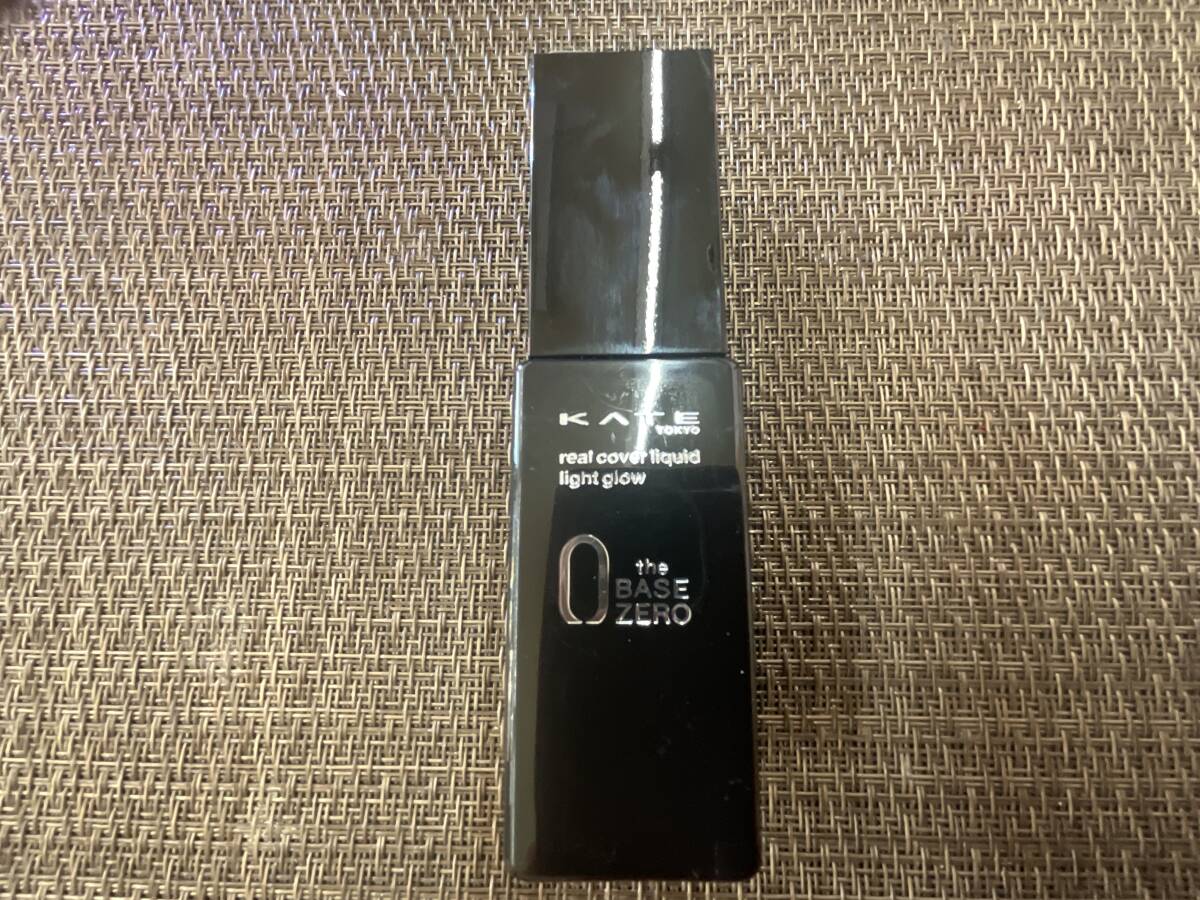 KATE
TOKYO
real cover liquid
light glow
0
the
BASE
ZERO